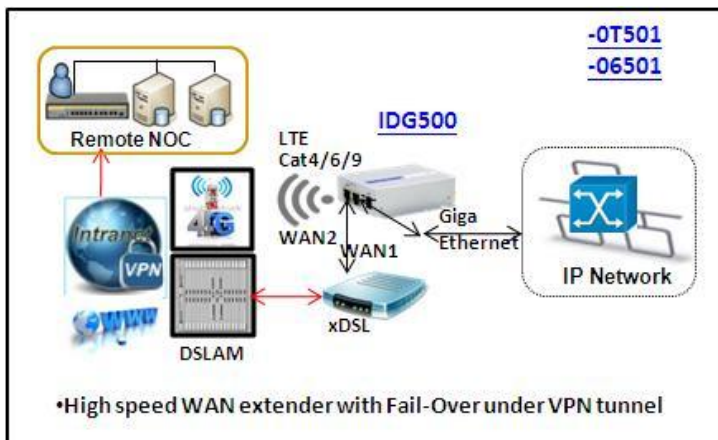 -0T501
-06501
Remote NOC
IDG500
LTE
Cat4/6/9
4G
Intranet
VPN
WAN2
WAN1
Giga
Ethernet
IP Network
WWW
DSLAM
xDSL
•High speed WAN extender with Fail-Over under VPN tunnel